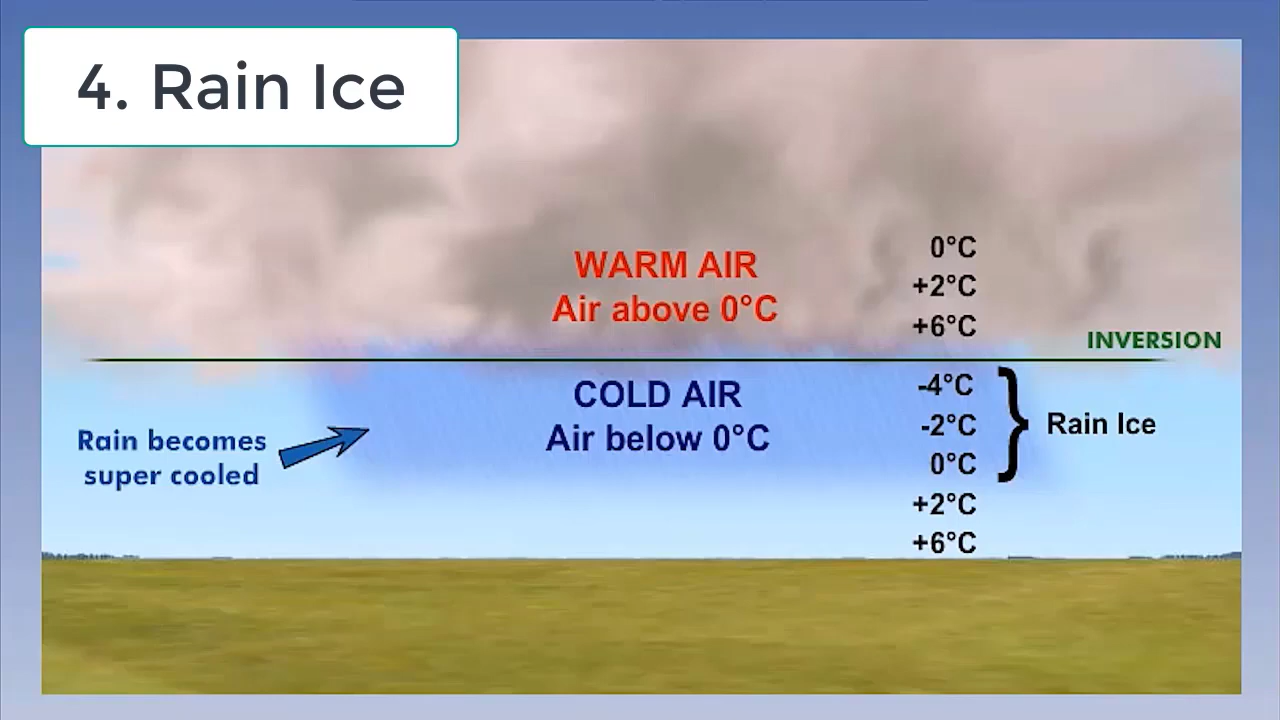 4. Rain Ice
WARM AIR
Air above 0°C
0°C
+2°C
+6°C
INVERSION
COLD AIR
Air below 0°C
-4°C
-2°C
0°C
+2°C
+6°C
Rain Ice
Rain becomes
super cooled